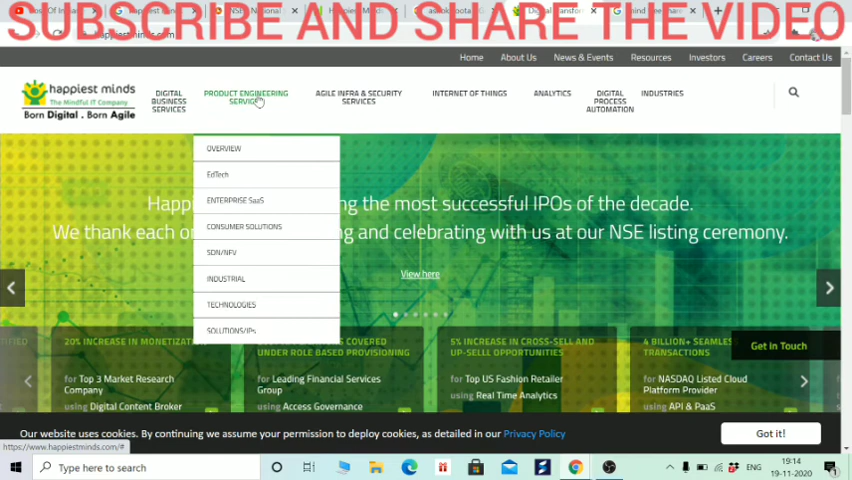 SUBSCRIBE AND SHARE THE VIDEO
Home About Us News & Events Resources Investors Careers Contact Us
happiest minds
The Mindful IT Company
Born Digital . Born Agile
DIGITAL
BUSINESS
SERVICES
PRODUCT ENGINEERING
SERVICES
AGILE INFRA & SECURITY
SERVICES
INTERNET OF THINGS
ANALYTICS
DIGITAL
PROCESS
AUTOMATION
INDUSTRIES
OVERVIEW
EdTech
ENTERPRISE SaaS
CONSUMER SOLUTIONS
SDN/NFV
INDUSTRIAL
TECHNOLOGIES
SOLUTIONS/IPs
the most successful IPOs of the decade.
We thank each and celebrating with us at our NSE listing ceremony.
View here
20% INCREASE IN MONETIZATION
for Top 3 Market Research
Company
using Digital Content Broker
COVERED
UNDER ROLE BASED PROVISIONING
for Leading Financial Services
Group
using Access Governance
5% INCREASE IN CROSS-SELL AND
UP-SELLL OPPORTUNITIES
for Top US Fashion Retailer
using Real Time Analytics
4 BILLION+ SEAMLESS
TRANSACTIONS
for NASDAQ Listed Cloud
Platform Provider
using API & PaaS
Get in Touch
Our website uses cookies. By continuing we assume your permission to deploy cookies, as detailed in our Privacy Policy
Got it!
https://www.happiestminds.com/#
Type here to search
ENG
19:14
19-11-2020